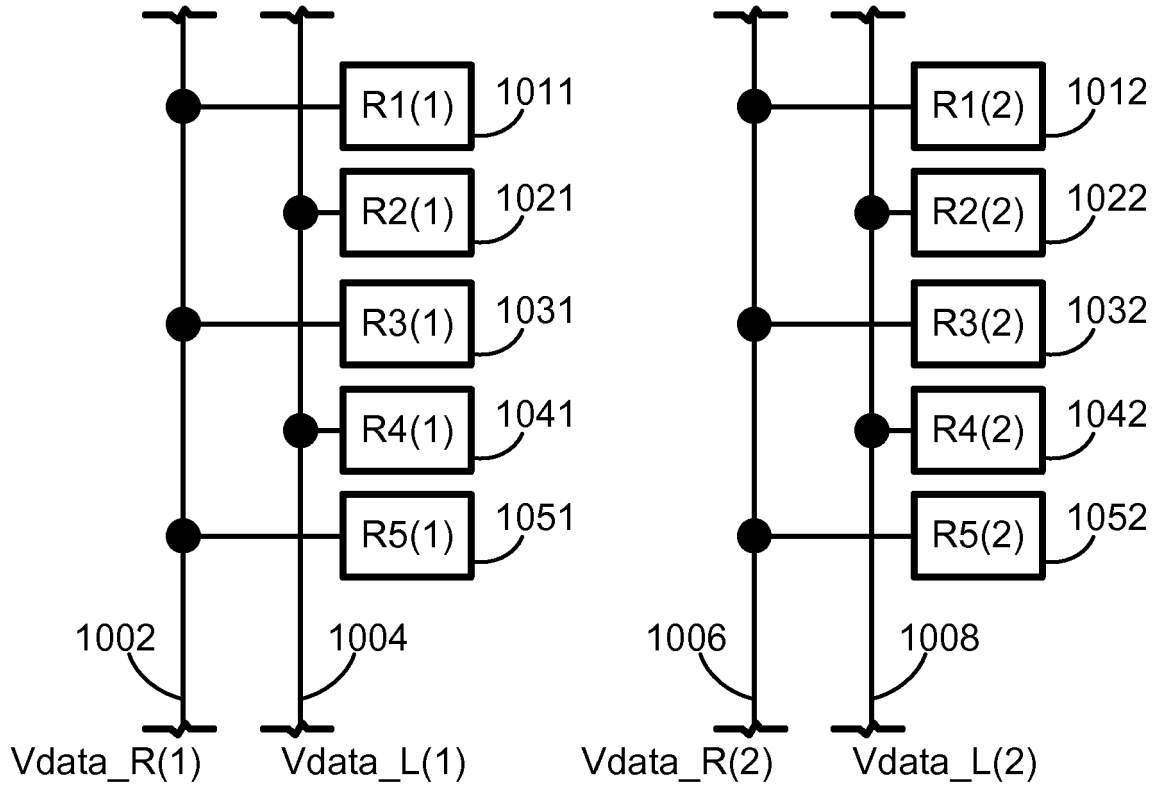 R1(1) 1011 R1(2) 1012
R2(1) 1021 R2(2) 1022
R3(1) 1031 R3(2) 1032
R4(1) 1041 R4(2) 1042
R5(1) 1051 R5(2) 1052
1002 1004 1006 1008
Vdata_R(1) Vdata_L(1) Vdata_R(2) Vdata_L(2)